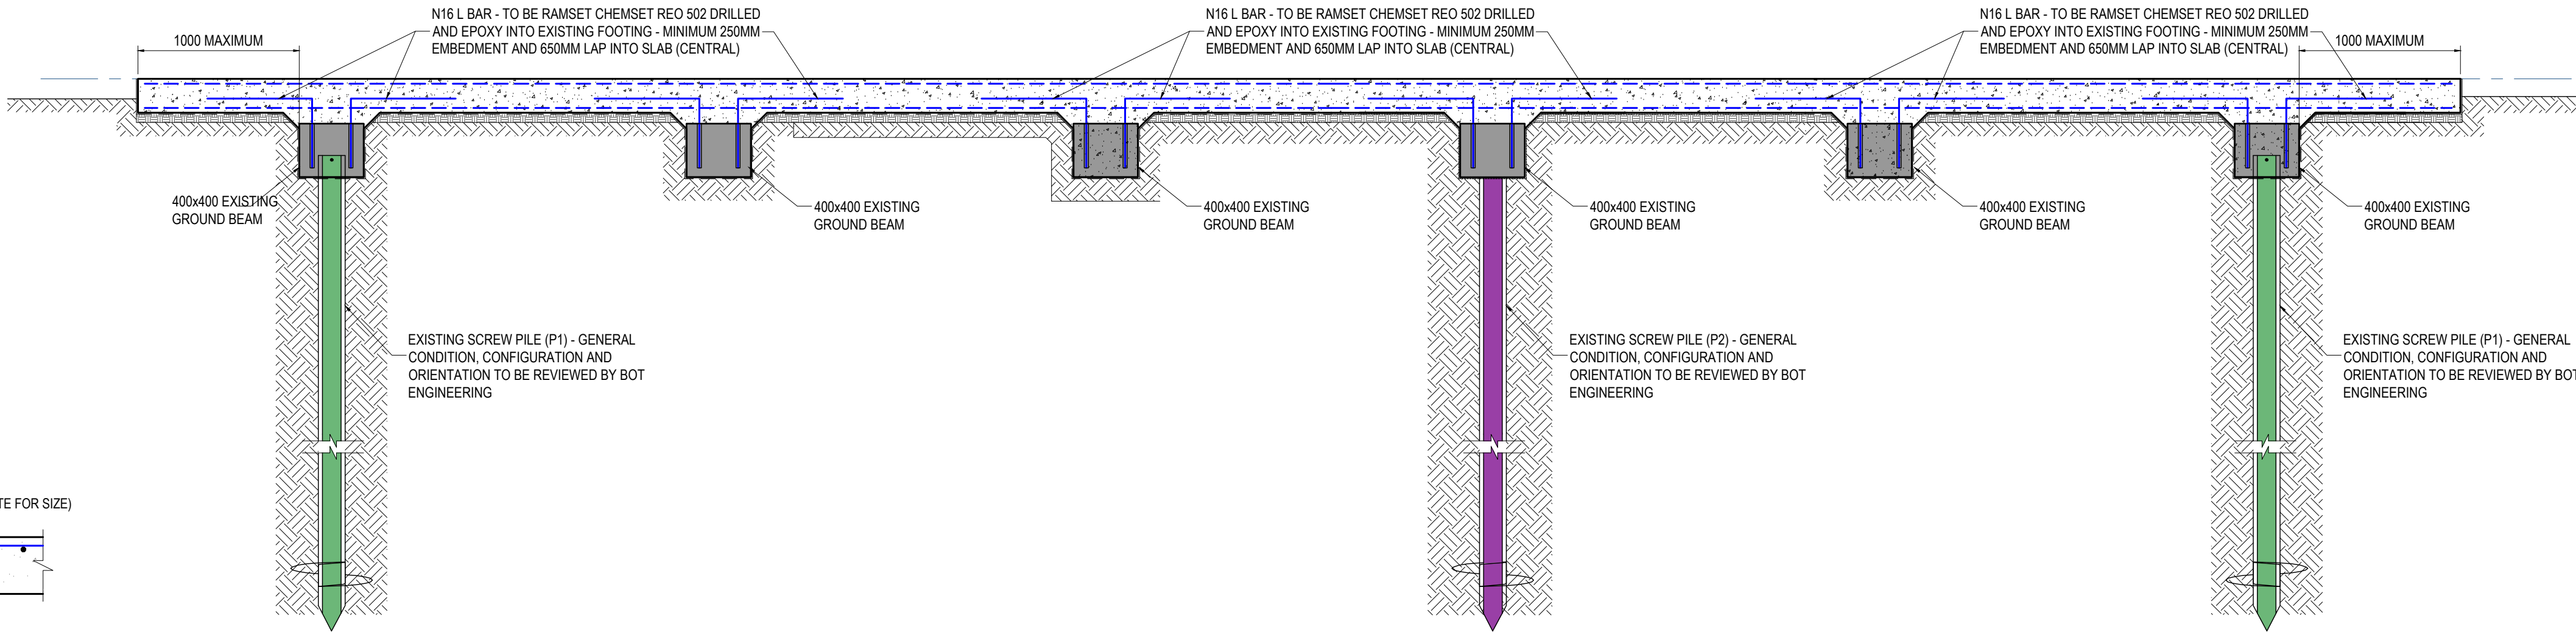 N16 L BAR - TO BE RAMSET CHEMSET REO 502 DRILLED
AND EPOXY INTO EXISTING FOOTING - MINIMUM 250MM
EMBEDMENT AND 650MM LAP INTO SLAB (CENTRAL)
N16 L BAR - TO BE RAMSET CHEMSET REO 502 DRILLED
AND EPOXY INTO EXISTING FOOTING - MINIMUM 250MM
EMBEDMENT AND 650MM LAP INTO SLAB (CENTRAL)
N16 L BAR - TO BE RAMSET CHEMSET REO 502 DRILLED
AND EPOXY INTO EXISTING FOOTING - MINIMUM 250MM
EMBEDMENT AND 650MM LAP INTO SLAB (CENTRAL)
1000 MAXIMUM
1000 MAXIMUM
400x400 EXISTING
GROUND BEAM
400x400 EXISTING
GROUND BEAM
400x400 EXISTING
GROUND BEAM
400x400 EXISTING
GROUND BEAM
400x400 EXISTING
GROUND BEAM
400x400 EXISTING
GROUND BEAM
EXISTING SCREW PILE (P1) - GENERAL
CONDITION, CONFIGURATION AND
ORIENTATION TO BE REVIEWED BY BOT
ENGINEERING
EXISTING SCREW PILE (P2) - GENERAL
CONDITION, CONFIGURATION AND
ORIENTATION TO BE REVIEWED BY BOT
ENGINEERING
EXISTING SCREW PILE (P1) - GENERAL
CONDITION, CONFIGURATION AND
ORIENTATION TO BE REVIEWED BY BOT
ENGINEERING
TE FOR SIZE)